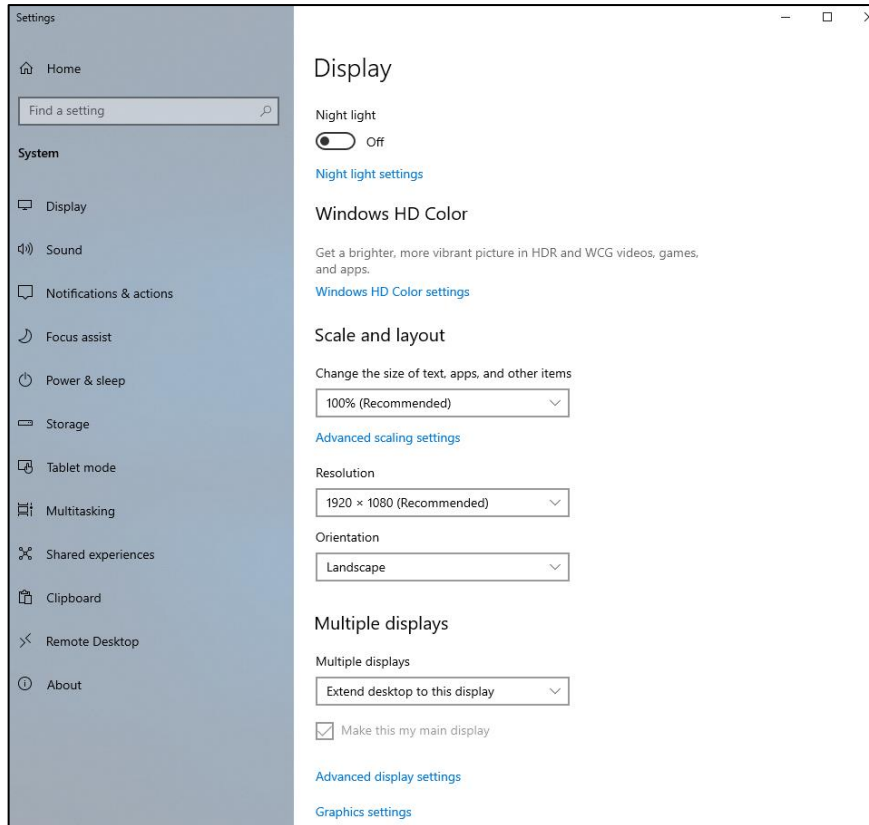 Settings
Home
Find a setting
System
Display
Sound
Notifications & actions
Focus assist
Power & sleep
Storage
Tablet mode
Multitasking
Shared experiences
Clipboard
Remote Desktop
About
Display
Night light
Off
Night light settings
Windows HD Color
Get a brighter, more vibrant picture in HDR and WCG videos, games,
and apps.
Windows HD Color settings
Scale and layout
Change the size of text, apps, and other items
100% (Recommended)
Advanced scaling settings
Resolution
1920 × 1080 (Recommended)
Orientation
Landscape
Multiple displays
Multiple displays
Extend desktop to this display
Make this my main display
Advanced display settings
Graphics settings